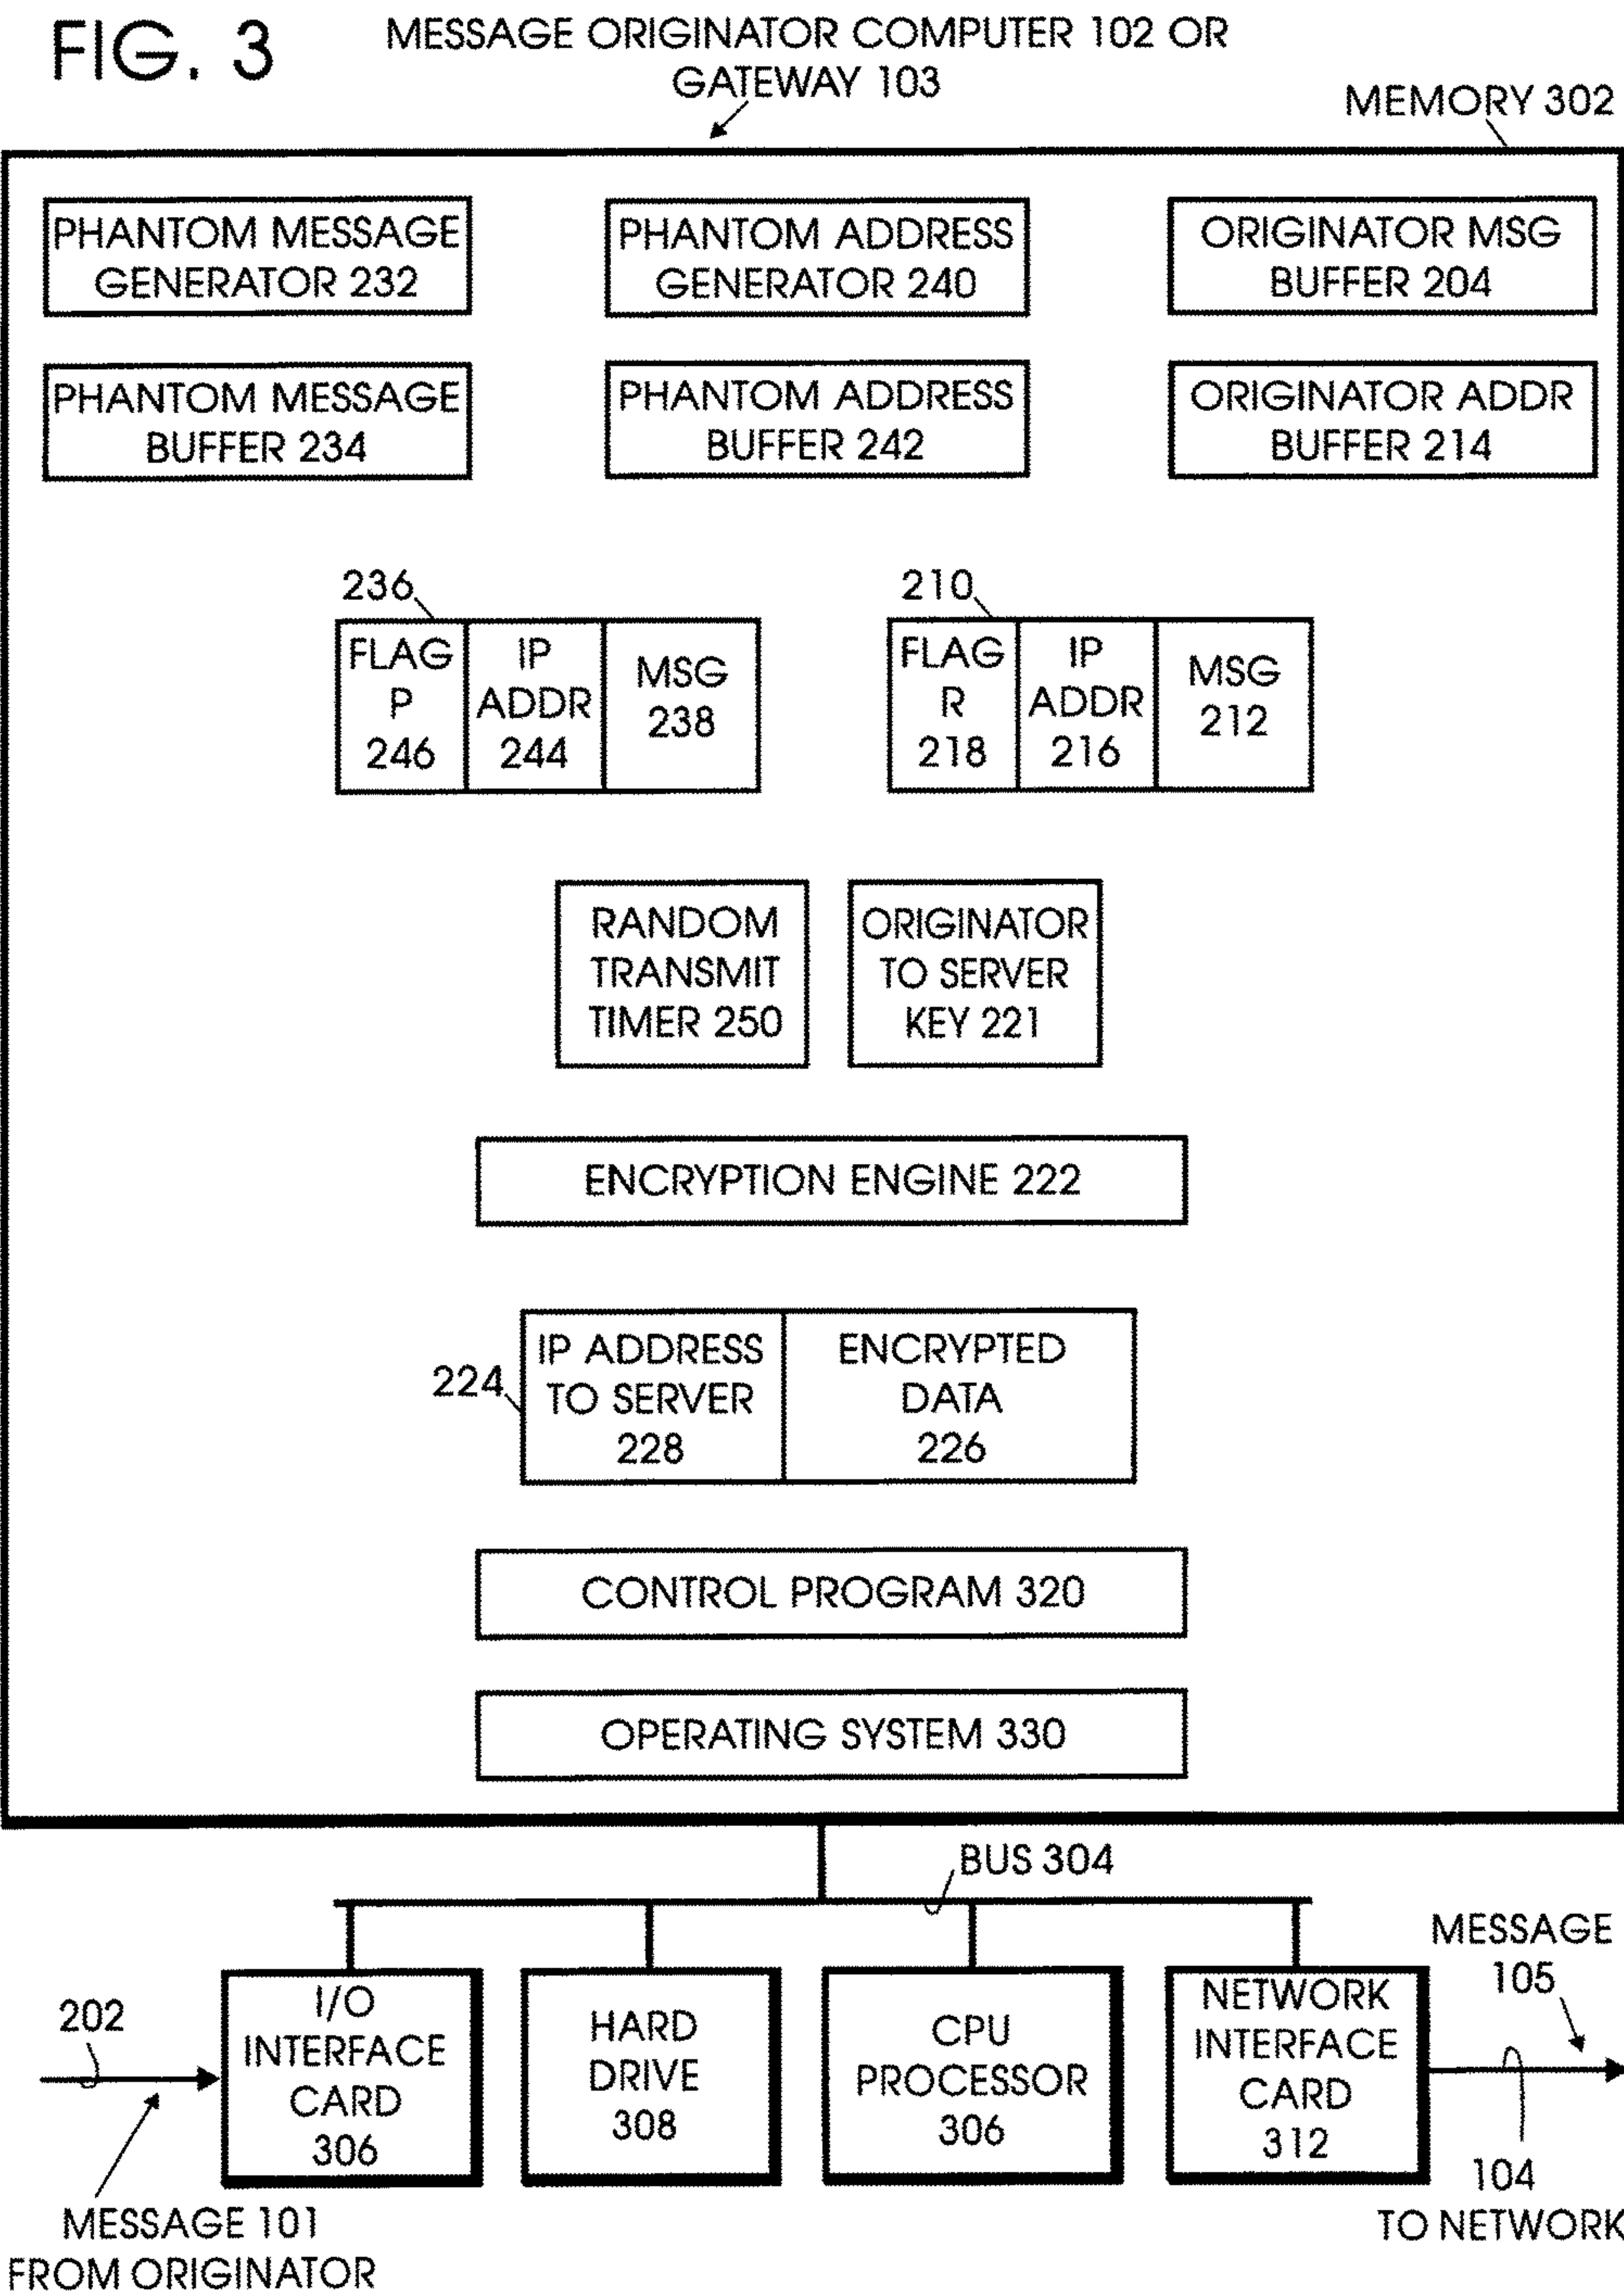 FIG. 3
MESSAGE ORIGINATOR COMPUTER 102 OR
GATEWAY 103
MEMORY 302
PHANTOM MESSAGE
GENERATOR 232
PHANTOM ADDRESS
GENERATOR 240
ORIGINATOR MSG
BUFFER 204
PHANTOM MESSAGE
BUFFER 234
PHANTOM ADDRESS
BUFFER 242
ORIGINATOR ADDR
BUFFER 214
236
FLAG
P
246
IP
ADDR
244
MSG
238
210
FLAG
R
218
IP
ADDR
216
MSG
212
RANDOM
TRANSMIT
TIMER 250
ORIGINATOR
TO SERVER
KEY 221
ENCRYPTION ENGINE 222
224
IP ADDRESS
TO SERVER
228
ENCRYPTED
DATA
226
CONTROL PROGRAM 320
OPERATING SYSTEM 330
BUS 304
202
MESSAGE 101
FROM ORIGINATOR
I/O
INTERFACE
CARD
306
HARD
DRIVE
308
CPU
PROCESSOR
306
NETWORK
INTERFACE
CARD
312
MESSAGE
105
104
TO NETWORK